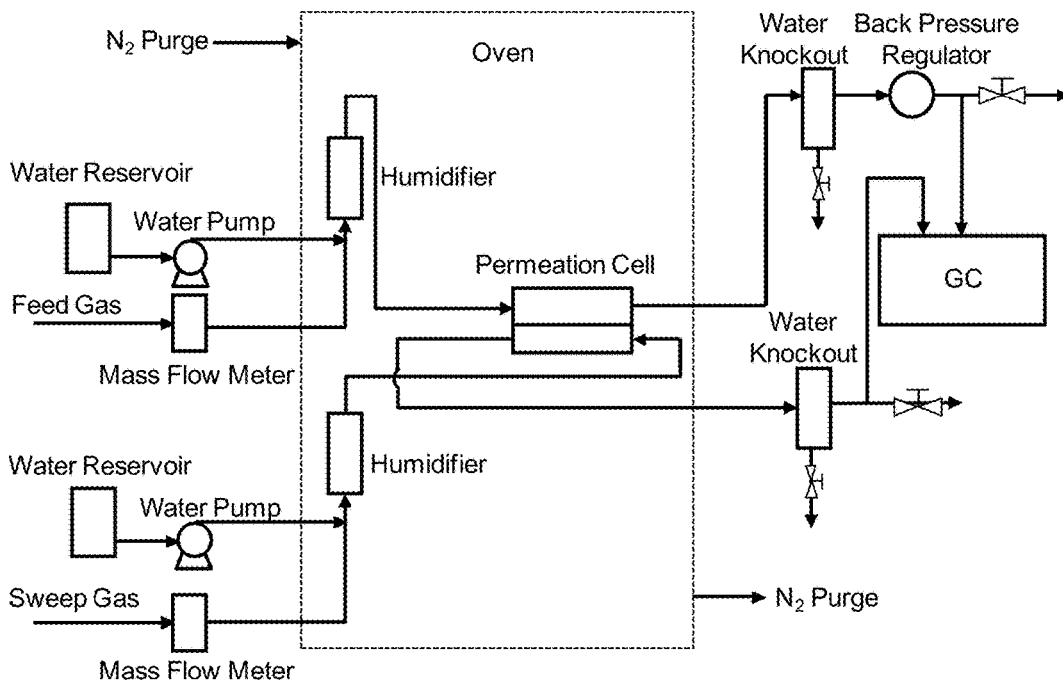 N₂ Purge
Oven
Water
Knockout
Back Pressure
Regulator
Water Reservoir
Water Pump
Humidifier
Feed Gas
Mass Flow Meter
Permeation Cell
GC
Water
Knockout
Water Reservoir
Water Pump
Humidifier
Sweep Gas
Mass Flow Meter
N₂ Purge